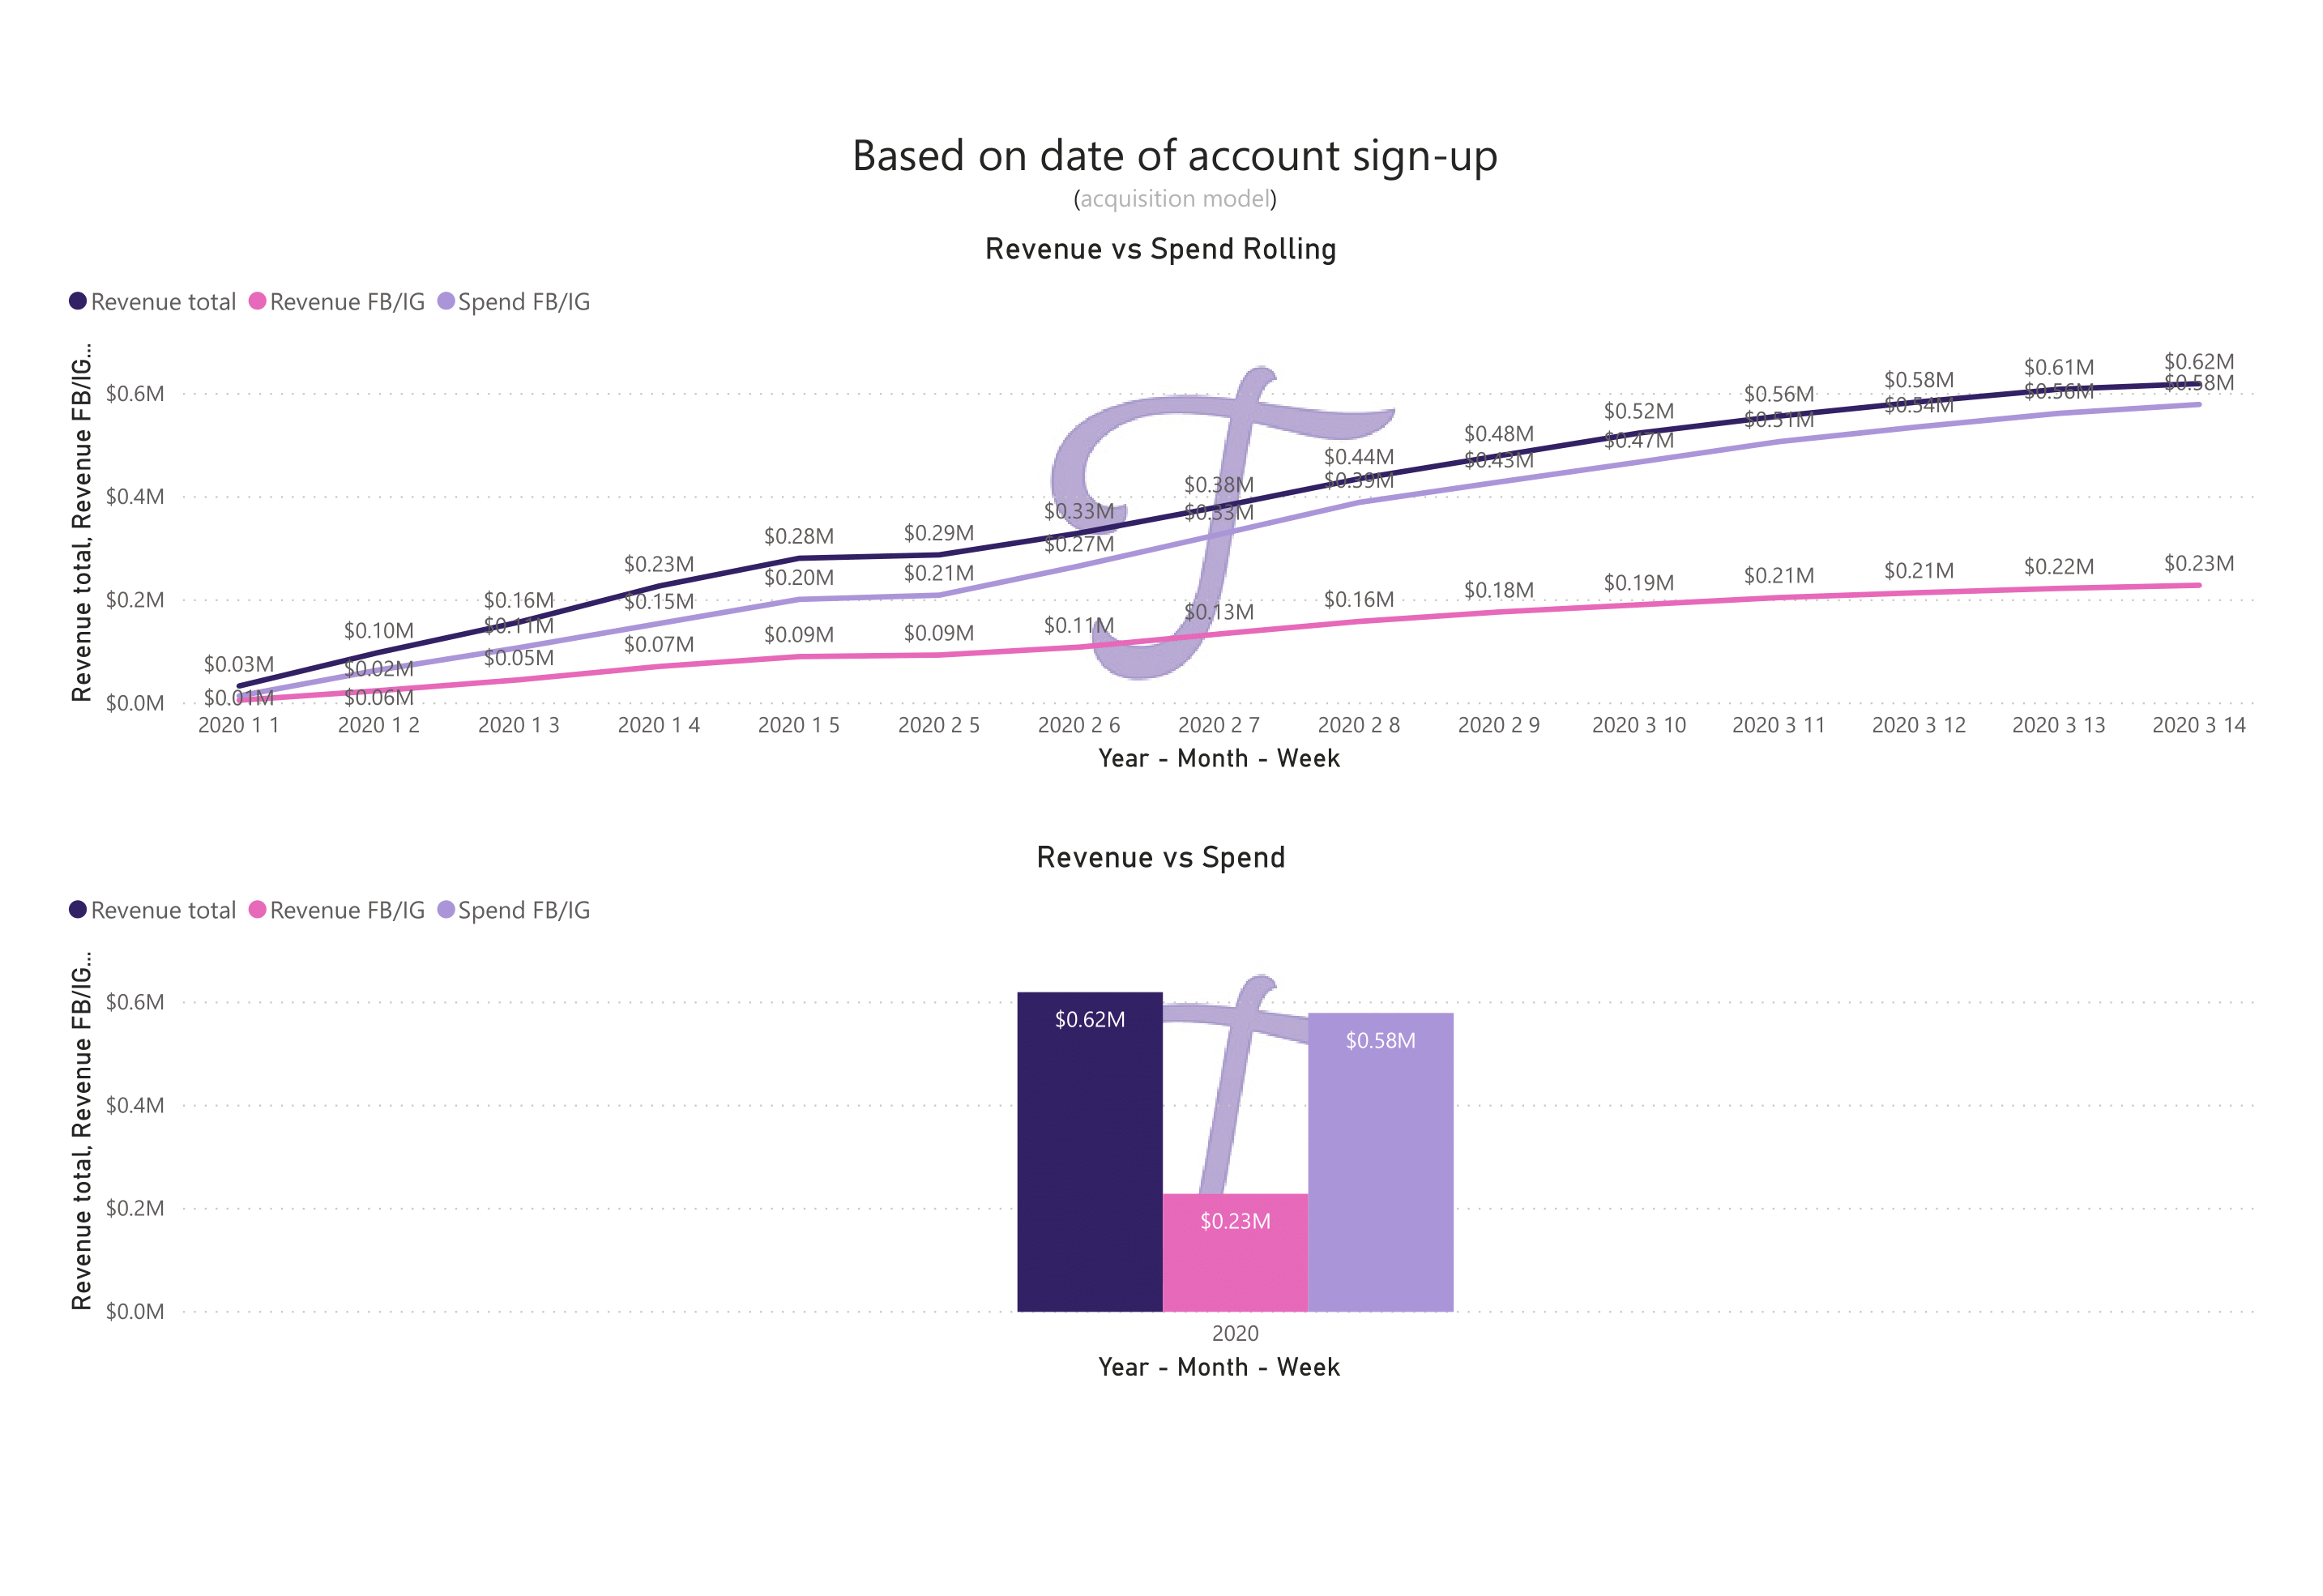 Based on date of account sign-up
(acquisition model)
Revenue vs Spend Rolling
Revenue total Revenue FB/IG Spend FB/IG
Revenue total, Revenue FB/IG...
$0.6M
$0.4M
$0.2M
$0.0M
$0.03M $0.10M $0.16M $0.23M $0.28M $0.29M $0.33M $0.38M $0.44M $0.48M $0.52M $0.56M $0.58M $0.61M $0.62M
$0.01M $0.02M $0.11M $0.15M $0.20M $0.21M $0.27M $0.33M $0.39M $0.43M $0.47M $0.51M $0.54M $0.56M $0.58M
$0.06M $0.05M $0.07M $0.09M $0.09M $0.11M $0.13M $0.16M $0.18M $0.19M $0.21M $0.21M $0.22M $0.23M
2020 1 1 2020 1 2 2020 1 3 2020 1 4 2020 1 5 2020 2 5 2020 2 6 2020 2 7 2020 2 8 2020 2 9 2020 3 10 2020 3 11 2020 3 12 2020 3 13 2020 3 14
Year - Month - Week
Revenue vs Spend
Revenue total Revenue FB/IG Spend FB/IG
Revenue total, Revenue FB/IG...
$0.6M
$0.4M
$0.2M
$0.0M
$0.62M
$0.23M
$0.58M
2020
Year - Month - Week